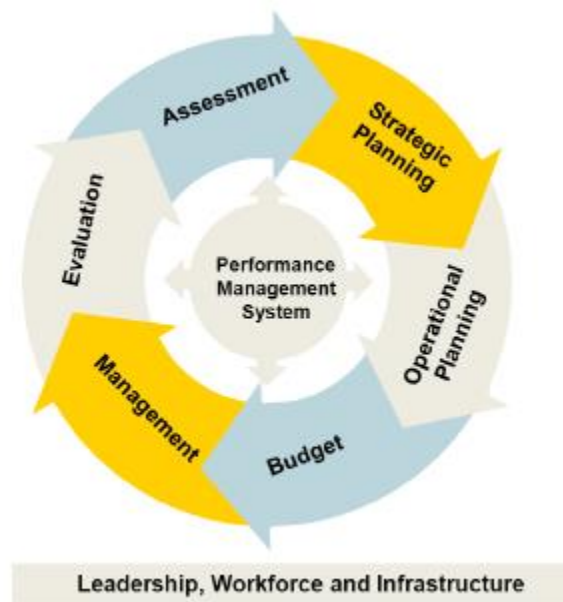 Assessment
Strategic
Planning
Operational
Planning
Budget
Management
Evaluation
Performance
Management
System
Leadership, Workforce and Infrastructure